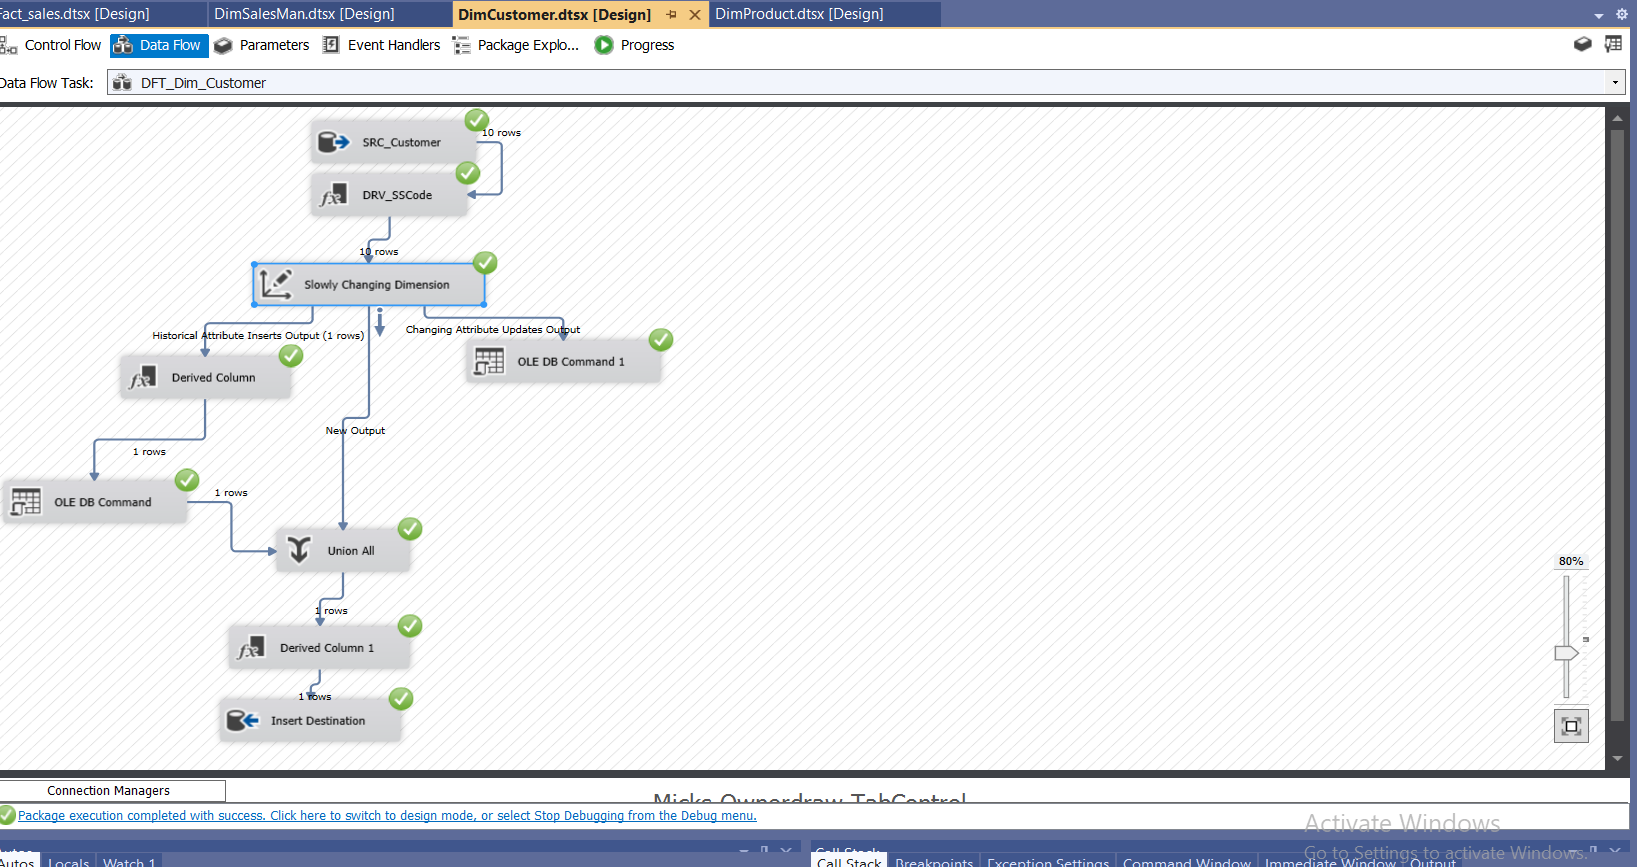 Fact_sales.dtsx [Design] DimSalesMan.dtsx [Design] DimCustomer.dtsx [Design] DimProduct.dtsx [Design]
Control Flow Data Flow Parameters Event Handlers Package Explo... Progress
Data Flow Task: DFT_Dim_Customer
10 rows
SRC_Customer
DRV_SSCode
10 rows
Slowly Changing Dimension
Historical Attribute Inserts Output (1 rows) Changing Attribute Updates Output
Derived Column OLE DB Command 1
New Output
1 rows
OLE DB Command 1 rows
Union All
80%
1 rows
Derived Column 1
1 rows
Insert Destination
Connection Managers
Micks Ownerdraw TabControl
Package execution completed with success. Click here to switch to design mode, or select Stop Debugging from the Debug menu.
Activate Windows
Go to Settings to activate Windows.
Autos Call Stack
Autos Locals Watch 1 Call Stack Breakpoints Exception Settings Command Window Immediate Window Output